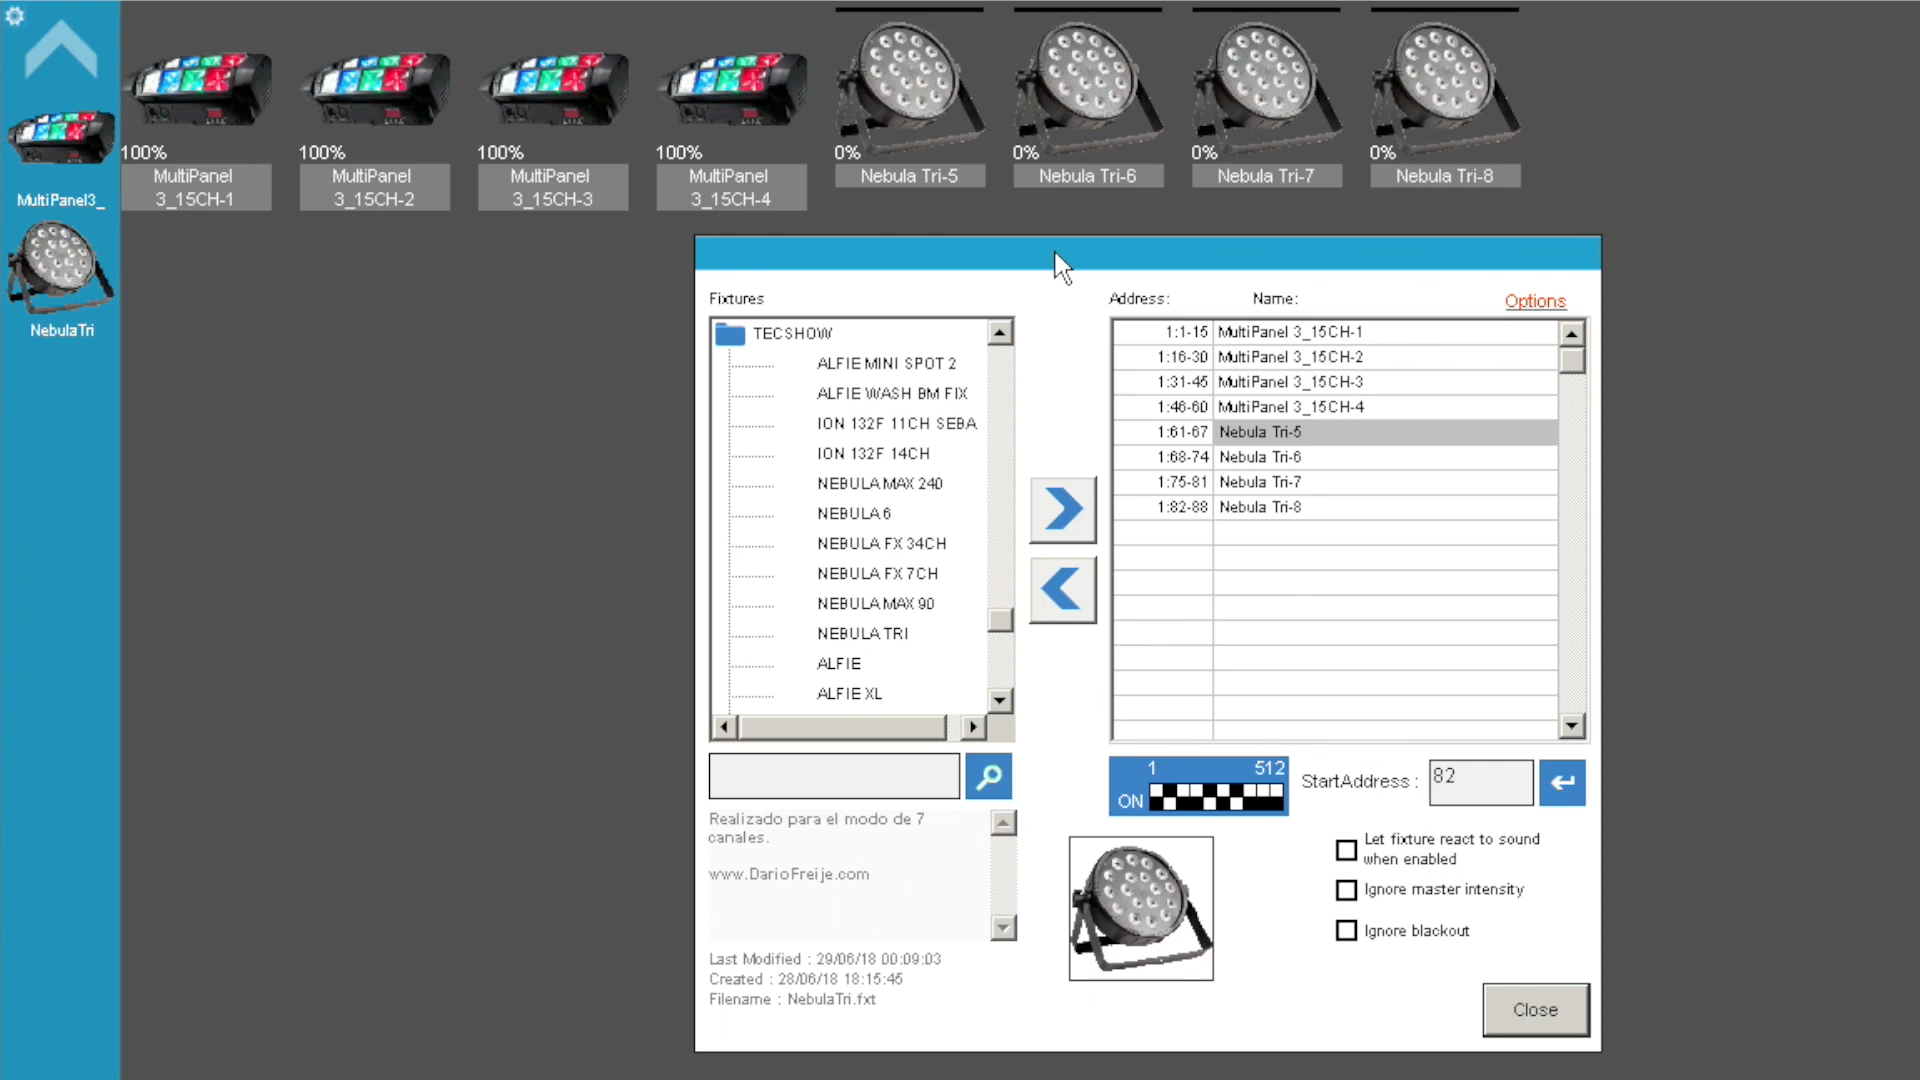 100%
MultiPanel
3_15CH-1
100%
MultiPanel
3_15CH-2
100%
MultiPanel
3_15CH-3
100%
MultiPanel
3_15CH-4
0%
Nebula Tri-5
0%
Nebula Tri-6
0%
Nebula Tri-7
0%
Nebula Tri-8
MultiPanel3_
NebulaTri
Fixtures
TECSHOW
ALFIE MINI SPOT 2
ALFIE WASH BM FIX
ION 132F 11CH SEBA
ION 132F 14CH
NEBULA MAX 240
NEBULA 6
NEBULA FX 34CH
NEBULA FX 7CH
NEBULA MAX 90
NEBULA TRI
ALFIE
ALFIE XL
Realizado para el modo de 7
canales.
www.DarioFreije.com
Last Modified : 29/06/18 00:09:03
Created : 28/06/18 18:15:45
Filename : NebulaTri.fxt
Address: Name: Options
1:1-15 MultiPanel 3_15CH-1
1:16-30 MultiPanel 3_15CH-2
1:31-45 MultiPanel 3_15CH-3
1:46-60 MultiPanel 3_15CH-4
1:61-67 Nebula Tri-5
1:68-74 Nebula Tri-6
1:75-81 Nebula Tri-7
1:82-88 Nebula Tri-8
1 512
ON
StartAddress : 82
Let fixture react to sound
when enabled
Ignore master intensity
Ignore blackout
Close